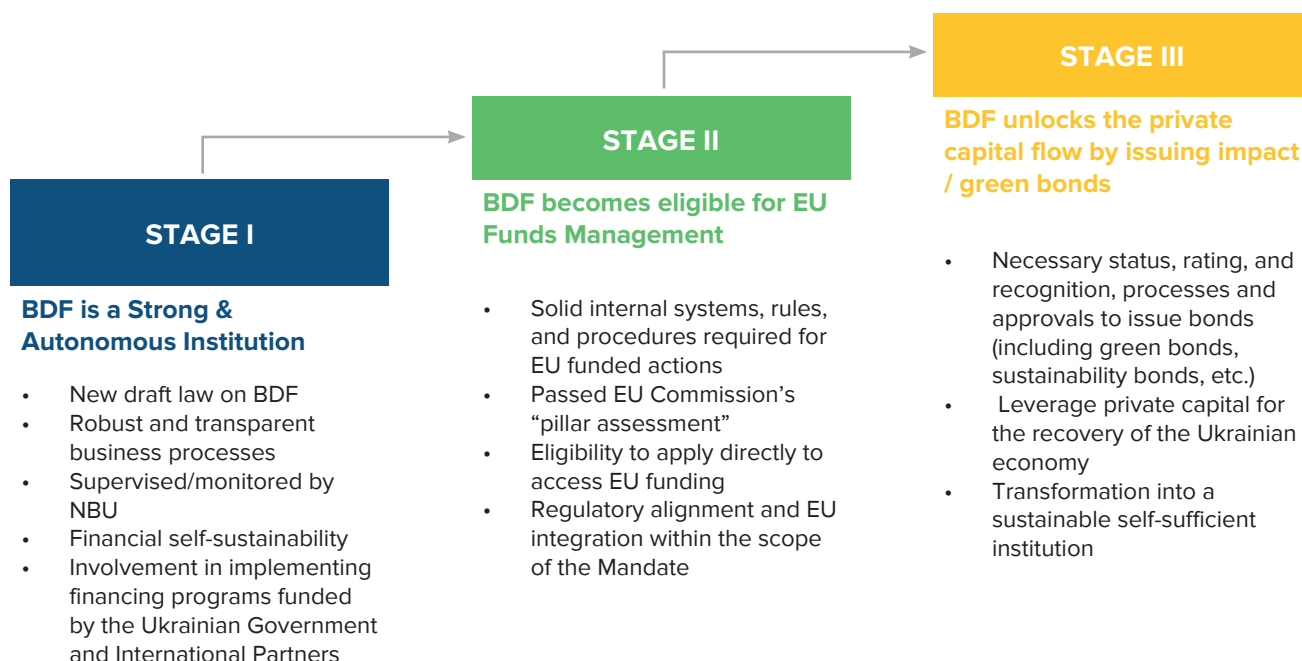 STAGE I
BDF is a Strong &
Autonomous Institution
• New draft law on BDF
• Robust and transparent
business processes
• Supervised/monitored by
NBU
• Financial self-sustainability
• Involvement in implementing
financing programs funded
by the Ukrainian Government
and International Partners
STAGE II
BDF becomes eligible for EU
Funds Management
• Solid internal systems, rules,
and procedures required for
EU funded actions
• Passed EU Commission’s
“pillar assessment”
• Eligibility to apply directly to
access EU funding
• Regulatory alignment and EU
integration within the scope
of the Mandate
STAGE III
BDF unlocks the private
capital flow by issuing impact
/ green bonds
• Necessary status, rating, and
recognition, processes and
approvals to issue bonds
(including green bonds,
sustainability bonds, etc.)
• Leverage private capital for
the recovery of the Ukrainian
economy
• Transformation into a
sustainable self-sufficient
institution